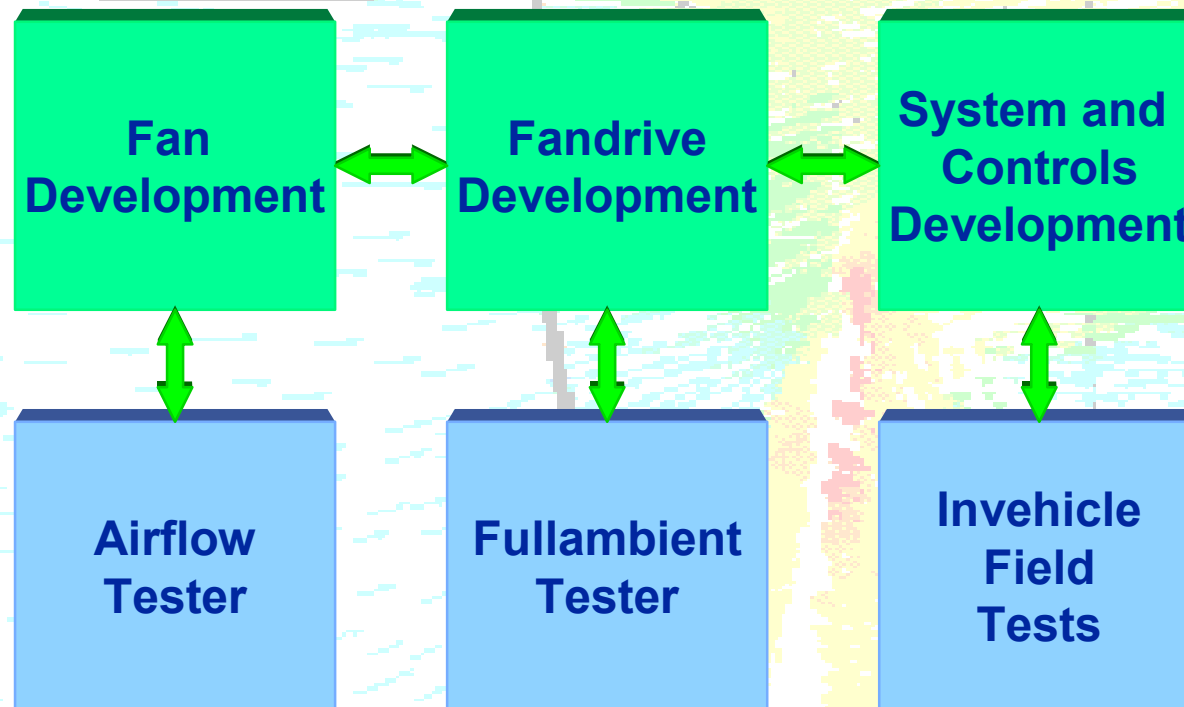 Fan
Development
Fandrive
Development
System and
Controls
Development
Airflow
Tester
Fullambient
Tester
Invehicle
Field
Tests